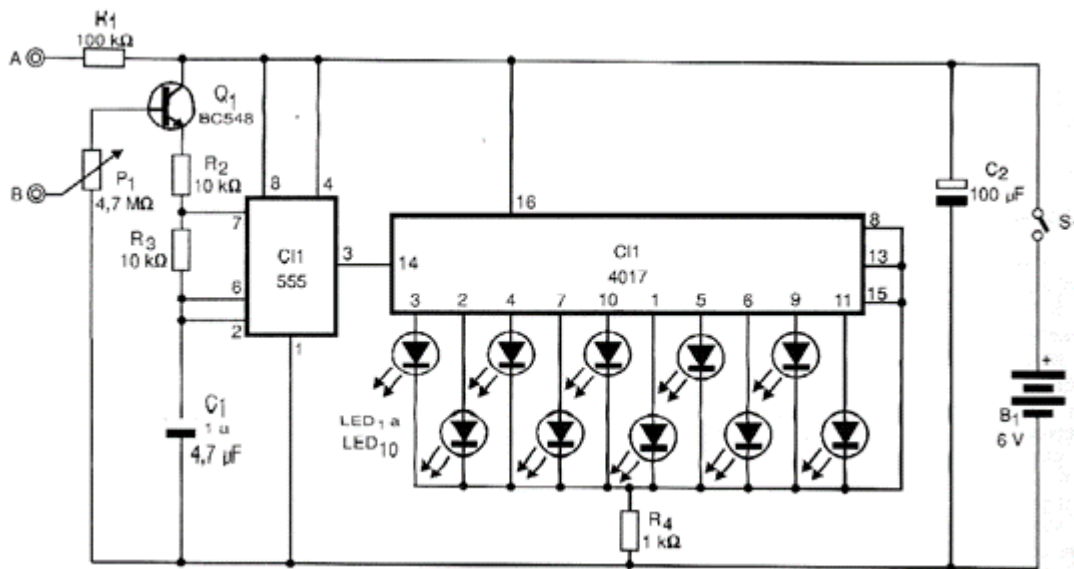 R1
100 kΩ
A
Q1
BC548
B
P1
4,7 MΩ
R2
10 kΩ
R3
10 kΩ
8
4
7
6
2
1
3
CI1
555
C1
1 a
4,7 µF
16
14
CI1
4017
8
13
15
3 2 4 7 10 1 5 6 9 11
LED1 a
LED10
R4
1 kΩ
C2
100 µF
S
+
B1
6 V